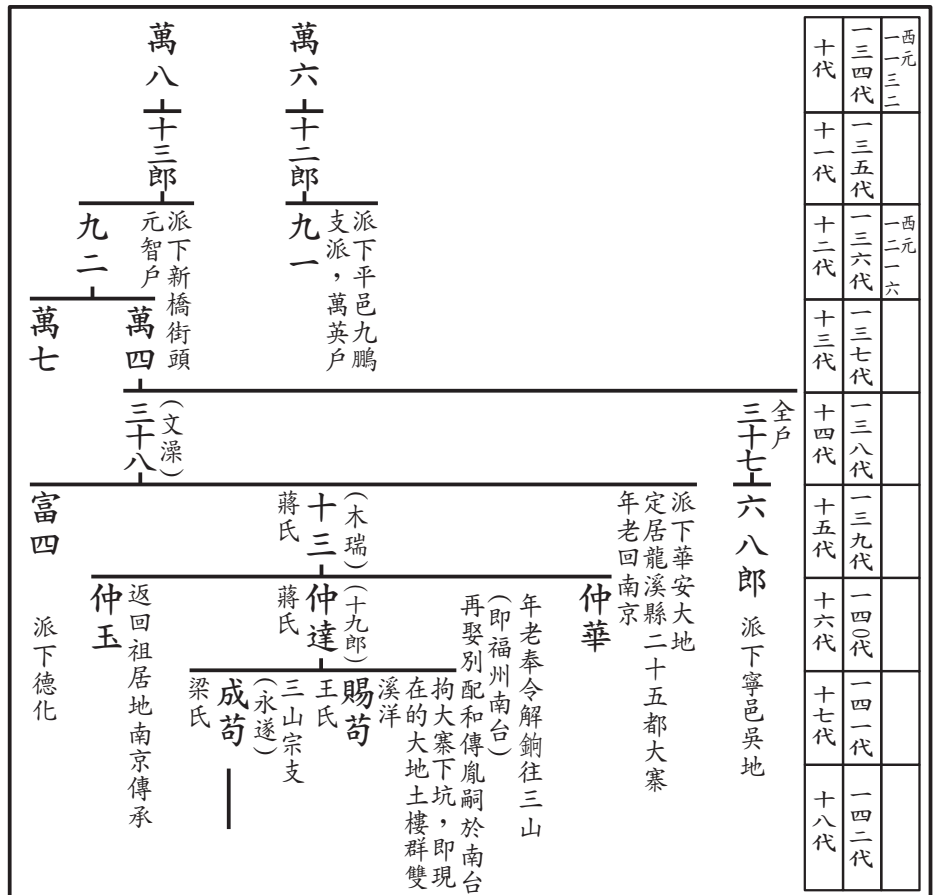 西元一一三二
一三四代
十代
一三五代
十一代
西元一二一六
一三六代
十二代
一三七代
十三代
一三八代
十四代
一三九代
十五代
一四〇代
十六代
一四一代
十七代
一四二代
十八代
萬六
十二郎
九一
派下平邑九鵬
支派，萬英戶
萬八
十三郎
派下新橋街頭
元智戶
九二
萬四
萬七
全戶
三十七
(文澡)
三十八
六八郎
派下寧邑吳地
派下華安大地
定居龍溪縣二十五都大寨
年老回南京
(木瑞)
十三
蔣氏
富四
派下德化
仲華
年老奉令解餉往三山
(即福州南台)
再娶別配和傳胤嗣於南台
(十九郎)
仲達
蔣氏
返回祖居地南京傳承
仲玉
拘大寨下坑，即現
在的大地土樓群雙
溪洋
賜苟
王氏
三山宗支
(永遂)
成苟
梁氏